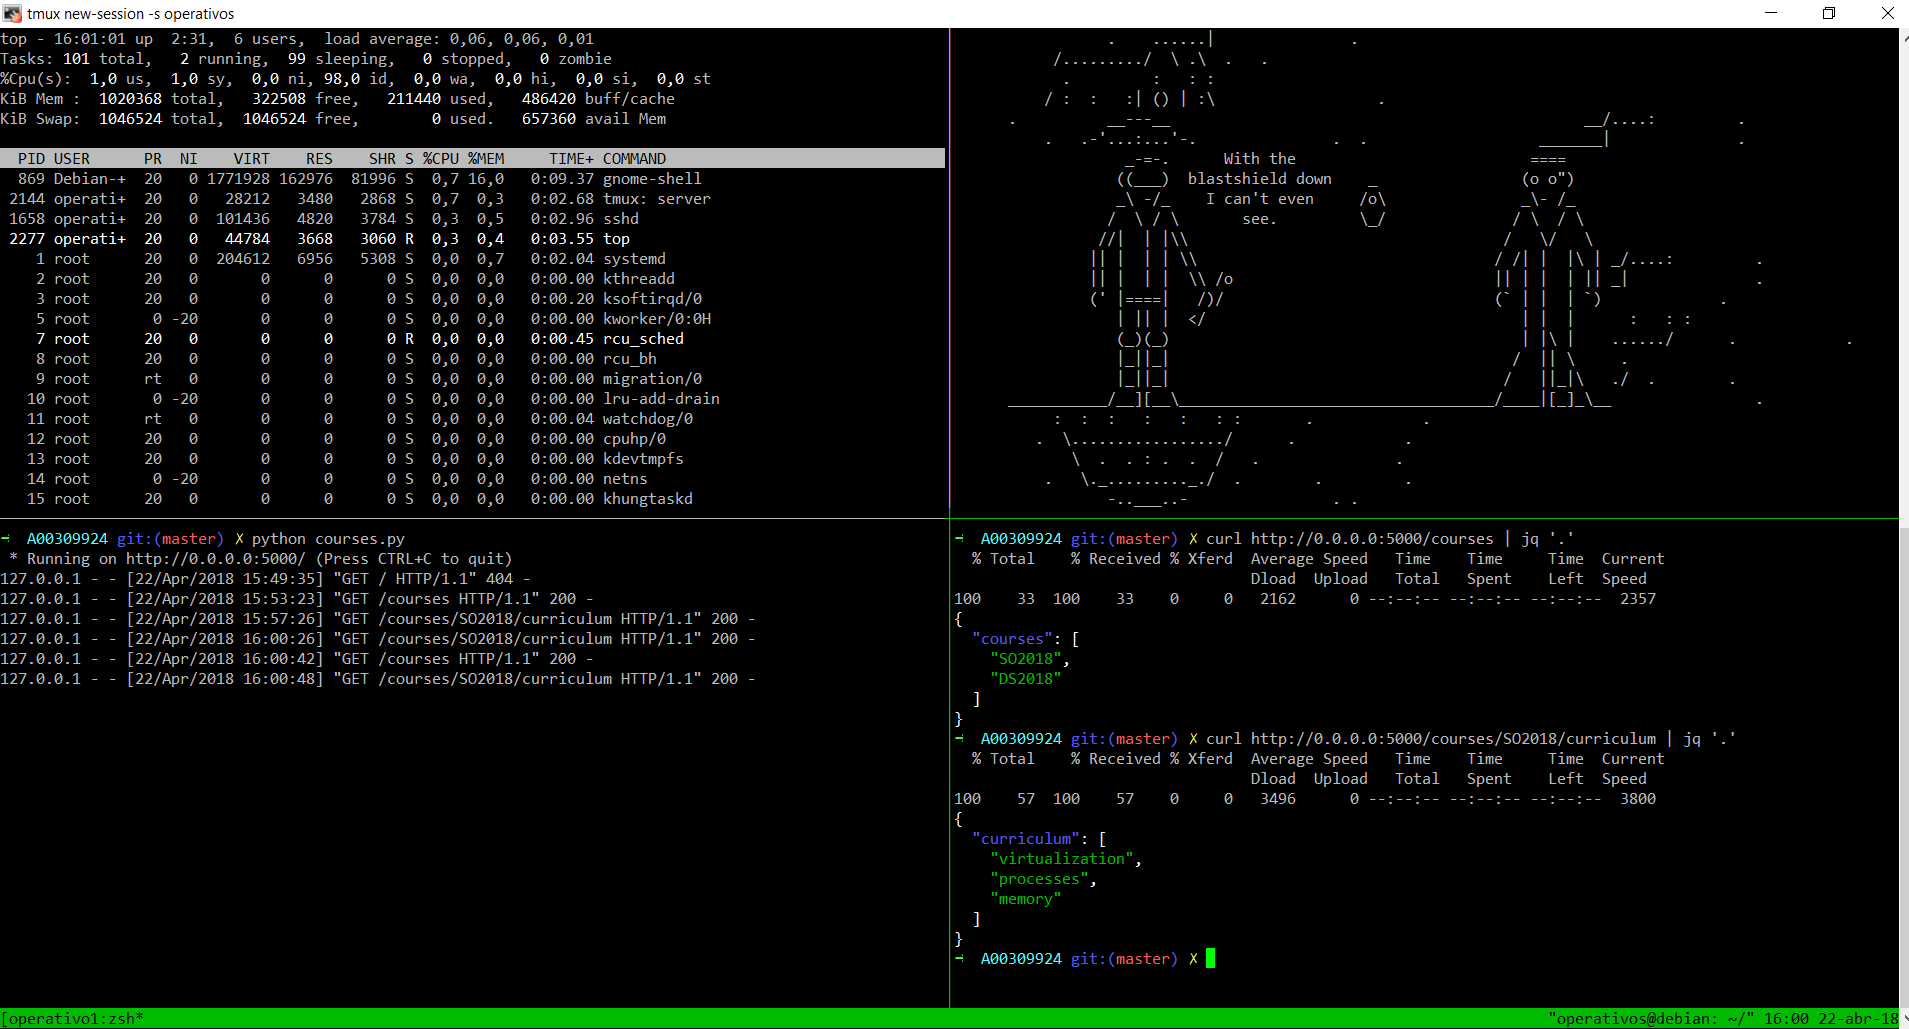 tmux new-session -s operativos
top - 16:01:01 up  2:31,  6 users,  load average: 0,06, 0,06, 0,01
Tasks: 101 total,   2 running,  99 sleeping,   0 stopped,   0 zombie
%Cpu(s):  1,0 us,  1,0 sy,  0,0 ni, 98,0 id,  0,0 wa,  0,0 hi,  0,0 si,  0,0 st
KiB Mem :  1020368 total,   322508 free,   211440 used,   486420 buff/cache
KiB Swap:  1046524 total,  1046524 free,        0 used.   657360 avail Mem
  PID USER      PR  NI    VIRT    RES    SHR S %CPU %MEM     TIME+ COMMAND
  869 Debian-+  20   0 1771928 162976  81996 S  0,7 16,0   0:09.37 gnome-shell
 2144 operati+  20   0   28212   3480   2868 S  0,7  0,3   0:02.68 tmux: server
 1658 operati+  20   0  101436   4820   3784 S  0,3  0,5   0:02.96 sshd
 2277 operati+  20   0   44784   3668   3060 R  0,3  0,4   0:03.55 top
    1 root      20   0  204612   6956   5308 S  0,0  0,7   0:02.04 systemd
    2 root      20   0       0      0      0 S  0,0  0,0   0:00.00 kthreadd
    3 root      20   0       0      0      0 S  0,0  0,0   0:00.20 ksoftirqd/0
    5 root       0 -20       0      0      0 S  0,0  0,0   0:00.00 kworker/0:0H
    7 root      20   0       0      0      0 R  0,0  0,0   0:00.45 rcu_sched
    8 root      20   0       0      0      0 S  0,0  0,0   0:00.00 rcu_bh
    9 root      rt   0       0      0      0 S  0,0  0,0   0:00.00 migration/0
   10 root       0 -20       0      0      0 S  0,0  0,0   0:00.00 lru-add-drain
   11 root      rt   0       0      0      0 S  0,0  0,0   0:00.04 watchdog/0
   12 root      20   0       0      0      0 S  0,0  0,0   0:00.00 cpuhp/0
   13 root      20   0       0      0      0 S  0,0  0,0   0:00.00 kdevtmpfs
   14 root       0 -20       0      0      0 S  0,0  0,0   0:00.00 netns
   15 root      20   0       0      0      0 S  0,0  0,0   0:00.00 khungtaskd
With the
blastshield down
I can't even
see.
A00309924 git:(master) ✗ python courses.py
 * Running on http://0.0.0.0:5000/ (Press CTRL+C to quit)
127.0.0.1 - - [22/Apr/2018 15:49:35] "GET / HTTP/1.1" 404 -
127.0.0.1 - - [22/Apr/2018 15:53:23] "GET /courses HTTP/1.1" 200 -
127.0.0.1 - - [22/Apr/2018 15:57:26] "GET /courses/SO2018/curriculum HTTP/1.1" 200 -
127.0.0.1 - - [22/Apr/2018 16:00:26] "GET /courses/SO2018/curriculum HTTP/1.1" 200 -
127.0.0.1 - - [22/Apr/2018 16:00:42] "GET /courses HTTP/1.1" 200 -
127.0.0.1 - - [22/Apr/2018 16:00:48] "GET /courses/SO2018/curriculum HTTP/1.1" 200 -
A00309924 git:(master) ✗ curl http://0.0.0.0:5000/courses | jq '.'
  % Total    % Received % Xferd  Average Speed   Time    Time     Time  Current
                                 Dload  Upload   Total   Spent    Left  Speed
100    33  100    33    0     0   2162      0 --:--:-- --:--:-- --:--:--  2357
{
  "courses": [
    "SO2018",
    "DS2018"
  ]
}
A00309924 git:(master) ✗ curl http://0.0.0.0:5000/courses/SO2018/curriculum | jq '.'
  % Total    % Received % Xferd  Average Speed   Time    Time     Time  Current
                                 Dload  Upload   Total   Spent    Left  Speed
100    57  100    57    0     0   3496      0 --:--:-- --:--:-- --:--:--  3800
{
  "curriculum": [
    "virtualization",
    "processes",
    "memory"
  ]
}
A00309924 git:(master) ✗
[operativo1:zsh* "operativos@debian: ~/" 16:00 22-abr-18